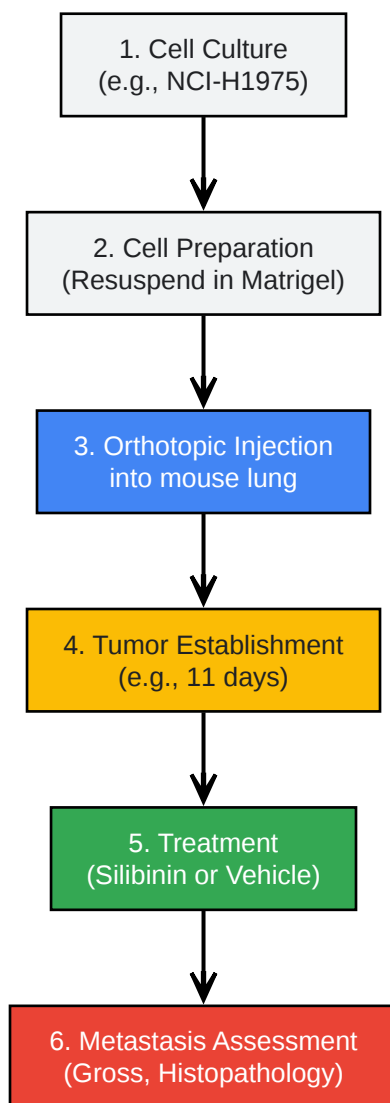 1. Cell Culture
(e.g., NCI-H1975)
2. Cell Preparation
(Resuspend in Matrigel)
3. Orthotopic Injection
into mouse lung
4. Tumor Establishment
(e.g., 11 days)
5. Treatment
(Silibinin or Vehicle)
6. Metastasis Assessment
(Gross, Histopathology)